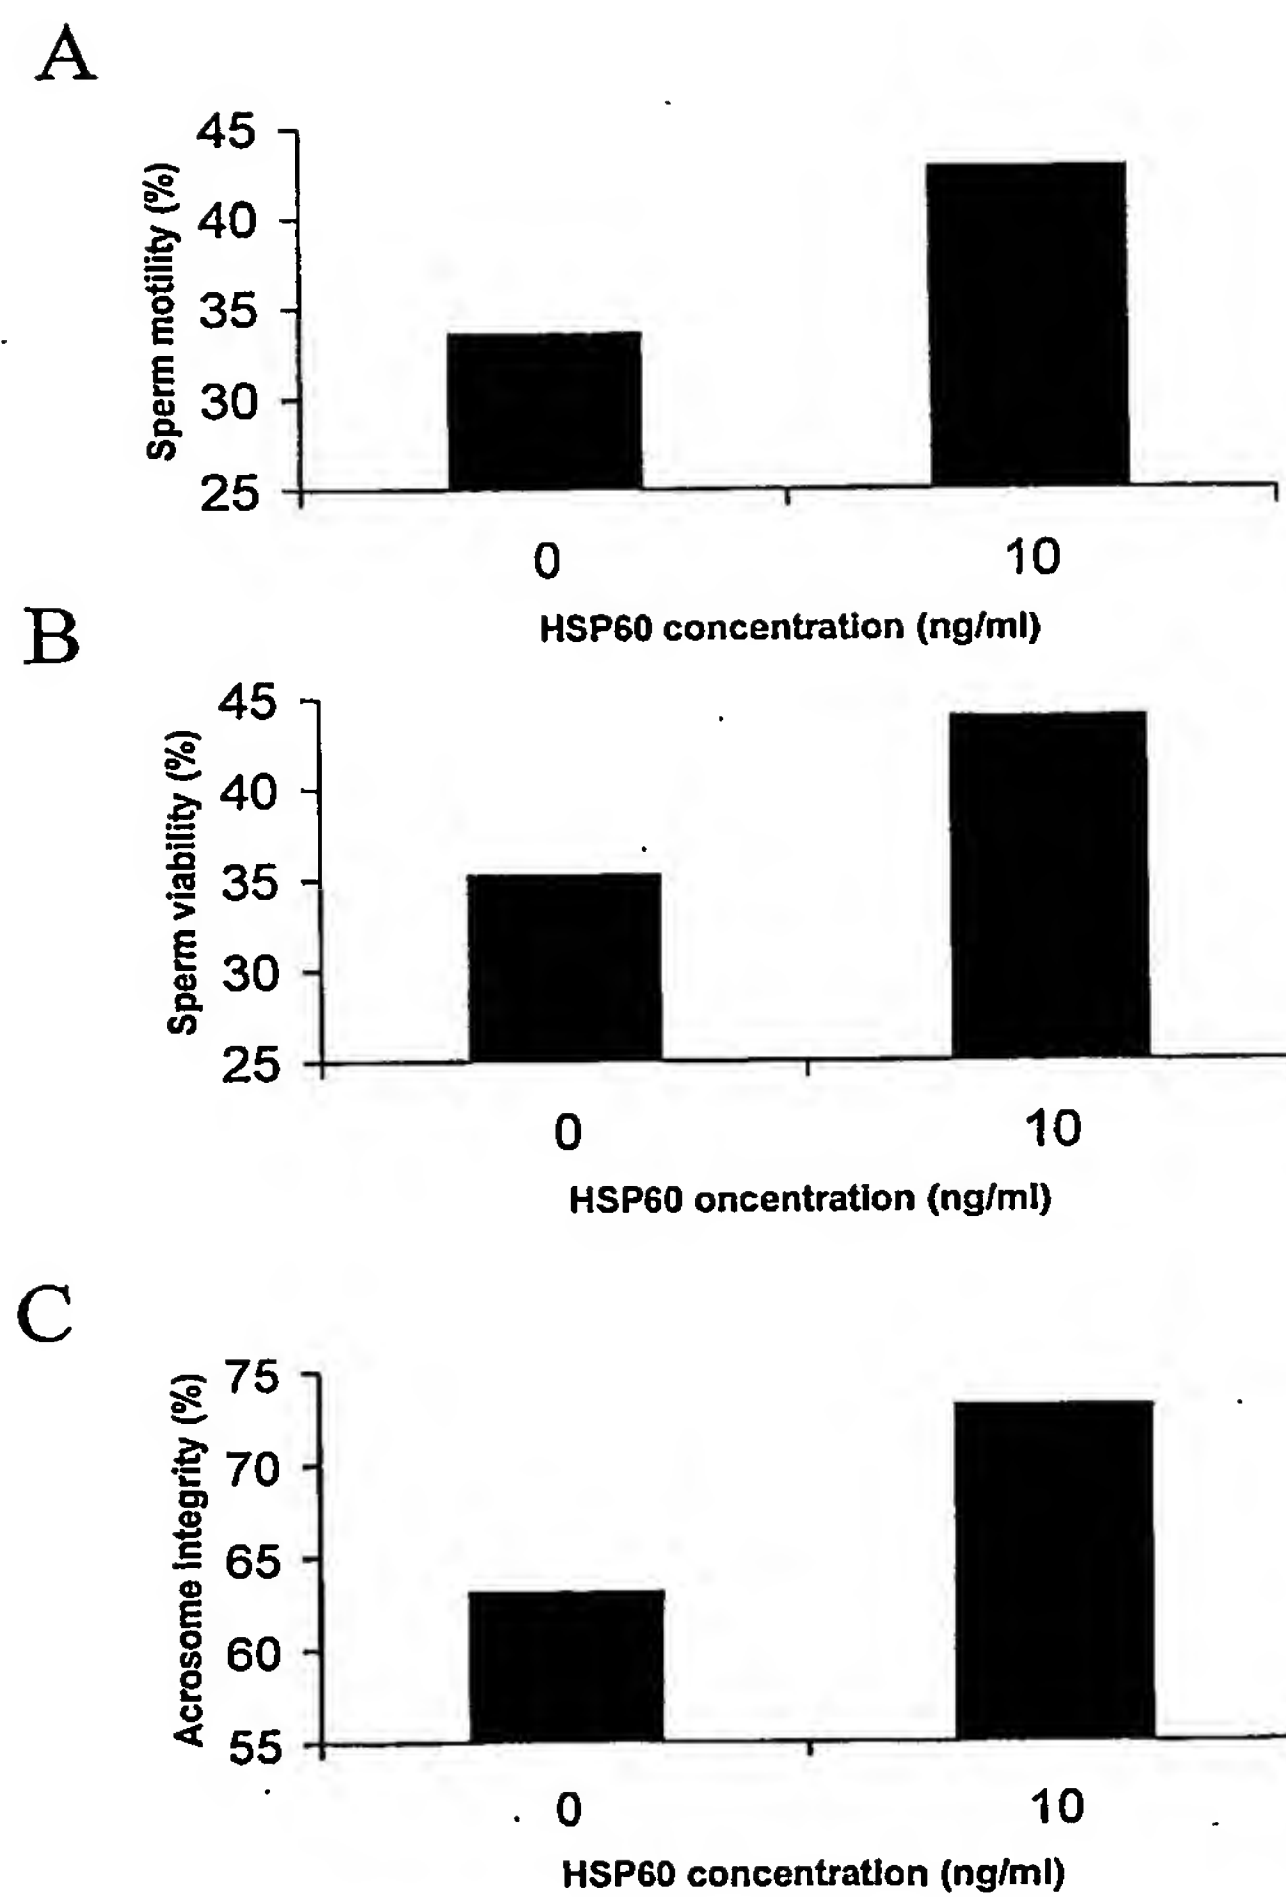 A
45
40
35
30
25
Sperm motility (%)
0 10
HSP60 concentration (ng/ml)
B
45
40
35
30
25
Sperm viability (%)
0 10
HSP60 oncentration (ng/ml)
C
75
70
65
60
55
Acrosome integrity (%)
0 10
HSP60 concentration (ng/ml)